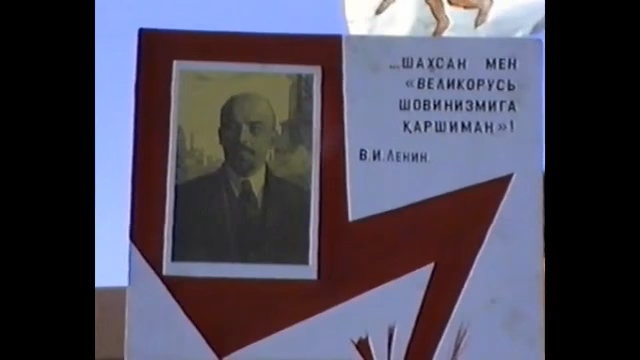 ...ШАХСАН МЕН
«ВЕЛИКОРУСЬ
ШОВИНИЗМИГА
ҚАРШИМАН»!
В.И.ЛЕНИН.